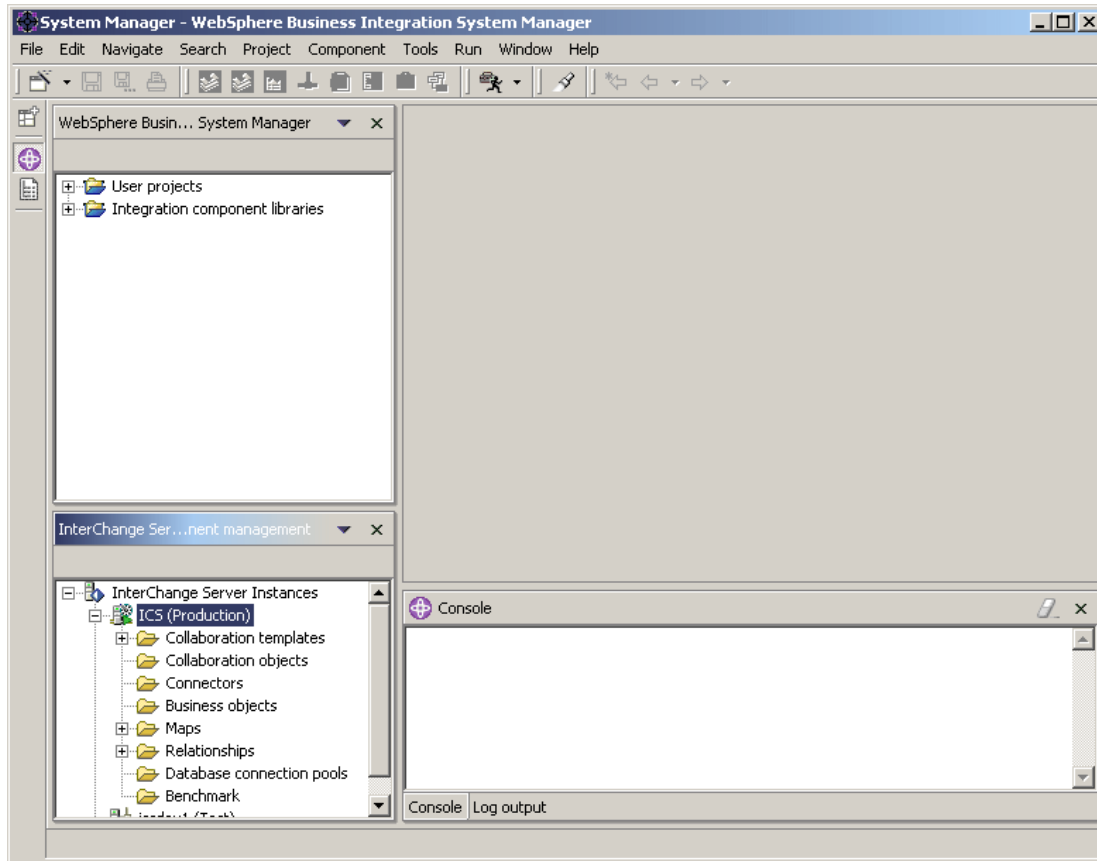 System Manager - WebSphere Business Integration System Manager
File Edit Navigate Search Project Component Tools Run Window Help
WebSphere Busin... System Manager
User projects
Integration component libraries
InterChange Ser...nent management
InterChange Server Instances
ICS (Production)
Collaboration templates
Collaboration objects
Connectors
Business objects
Maps
Relationships
Database connection pools
Benchmark
Console
Console Log output